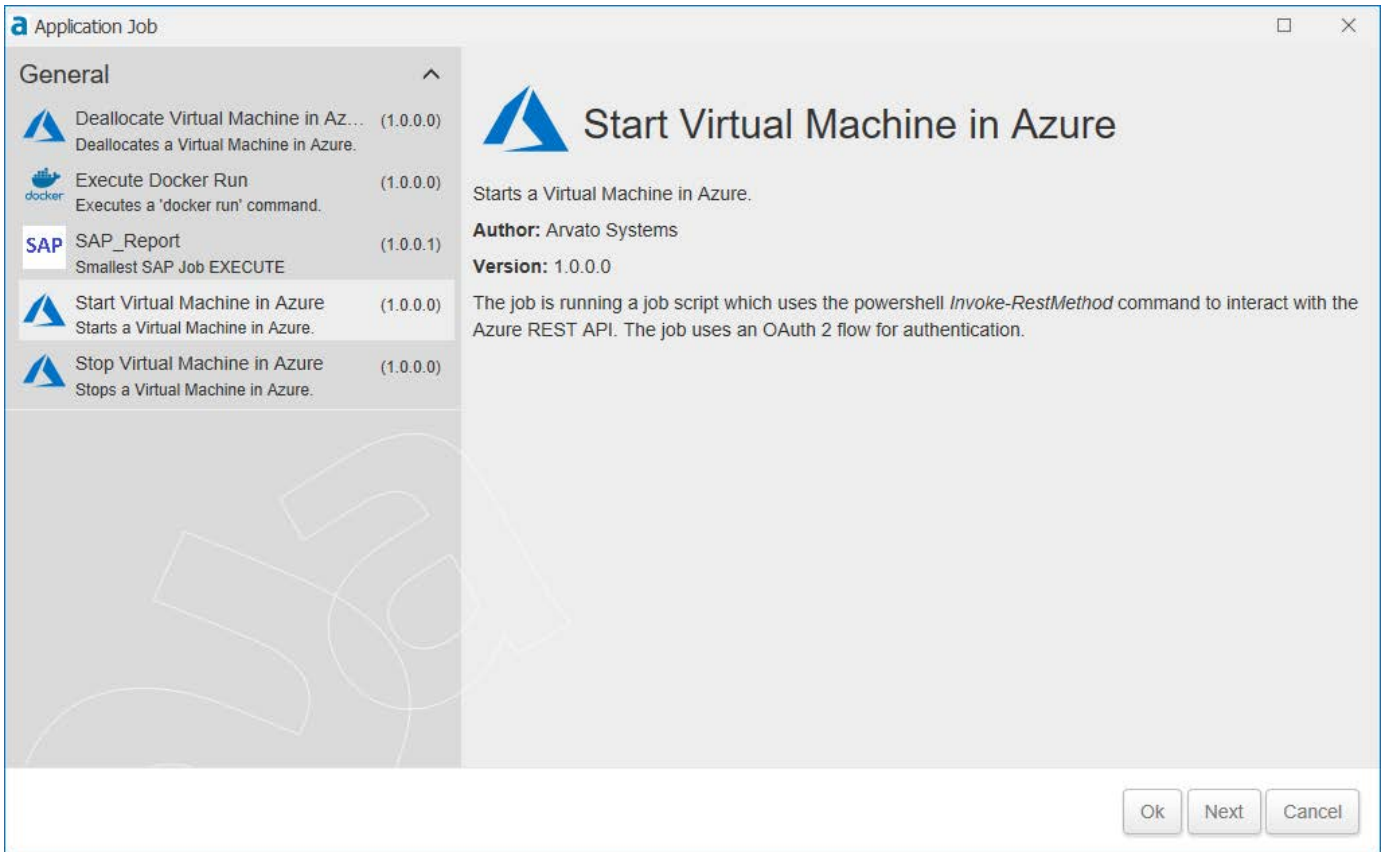 a Application Job
General
Deallocate Virtual Machine in Az... (1.0.0.0)
Deallocates a Virtual Machine in Azure.
docker
Execute Docker Run (1.0.0.0)
Executes a 'docker run' command.
SAP
SAP_Report (1.0.0.1)
Smallest SAP Job EXECUTE
Start Virtual Machine in Azure (1.0.0.0)
Starts a Virtual Machine in Azure.
Stop Virtual Machine in Azure (1.0.0.0)
Stops a Virtual Machine in Azure.
Start Virtual Machine in Azure
Starts a Virtual Machine in Azure.
Author: Arvato Systems
Version: 1.0.0.0
The job is running a job script which uses the powershell Invoke-RestMethod command to interact with the
Azure REST API. The job uses an OAuth 2 flow for authentication.
Ok Next Cancel